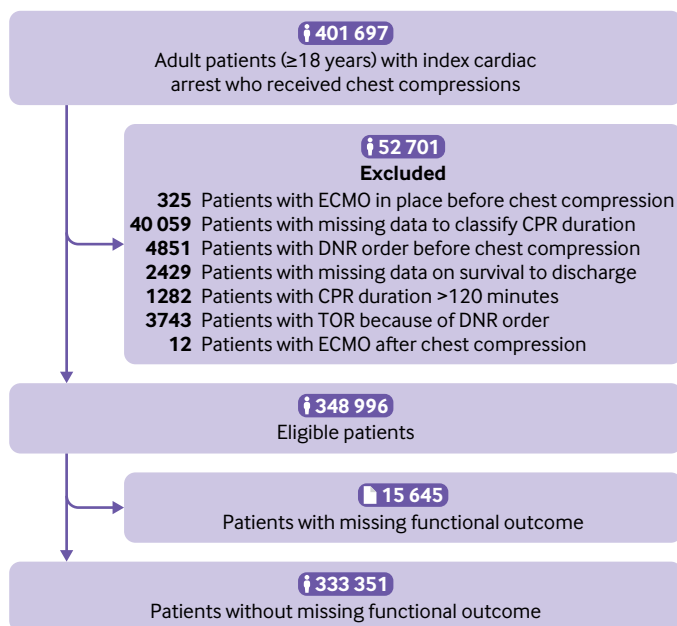 401 697
Adult patients (≥18 years) with index cardiac
arrest who received chest compressions
52 701
Excluded
325 Patients with ECMO in place before chest compression
40 059 Patients with missing data to classify CPR duration
4851 Patients with DNR order before chest compression
2429 Patients with missing data on survival to discharge
1282 Patients with CPR duration >120 minutes
3743 Patients with TOR because of DNR order
12 Patients with ECMO after chest compression
348 996
Eligible patients
15 645
Patients with missing functional outcome
333 351
Patients without missing functional outcome